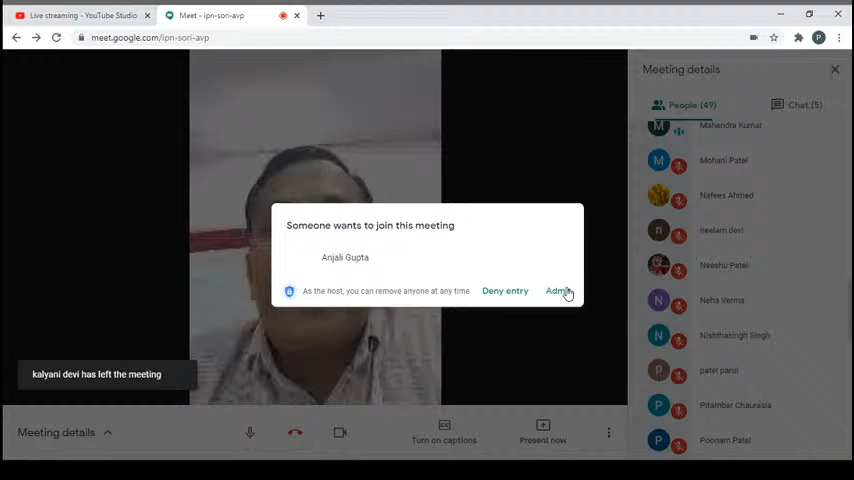 Live streaming - YouTube Studio
Meet - ipn-sori-avp
meet.google.com/ipn-sori-avp
P
Meeting details
People (49)
Chat (5)
M
Mahendra Kumar
M
Mohani Patel
Nafees Ahmed
n
neelam devi
Neeshu Patel
N
Neha Verma
Nishthasingh Singh
p
patel parul
P
Pitambar Chaurasia
P
Poonam Patel
Someone wants to join this meeting
Anjali Gupta
As the host, you can remove anyone at any time
Deny entry
kalyani devi has left the meeting
Meeting details
Turn on captions
Present now